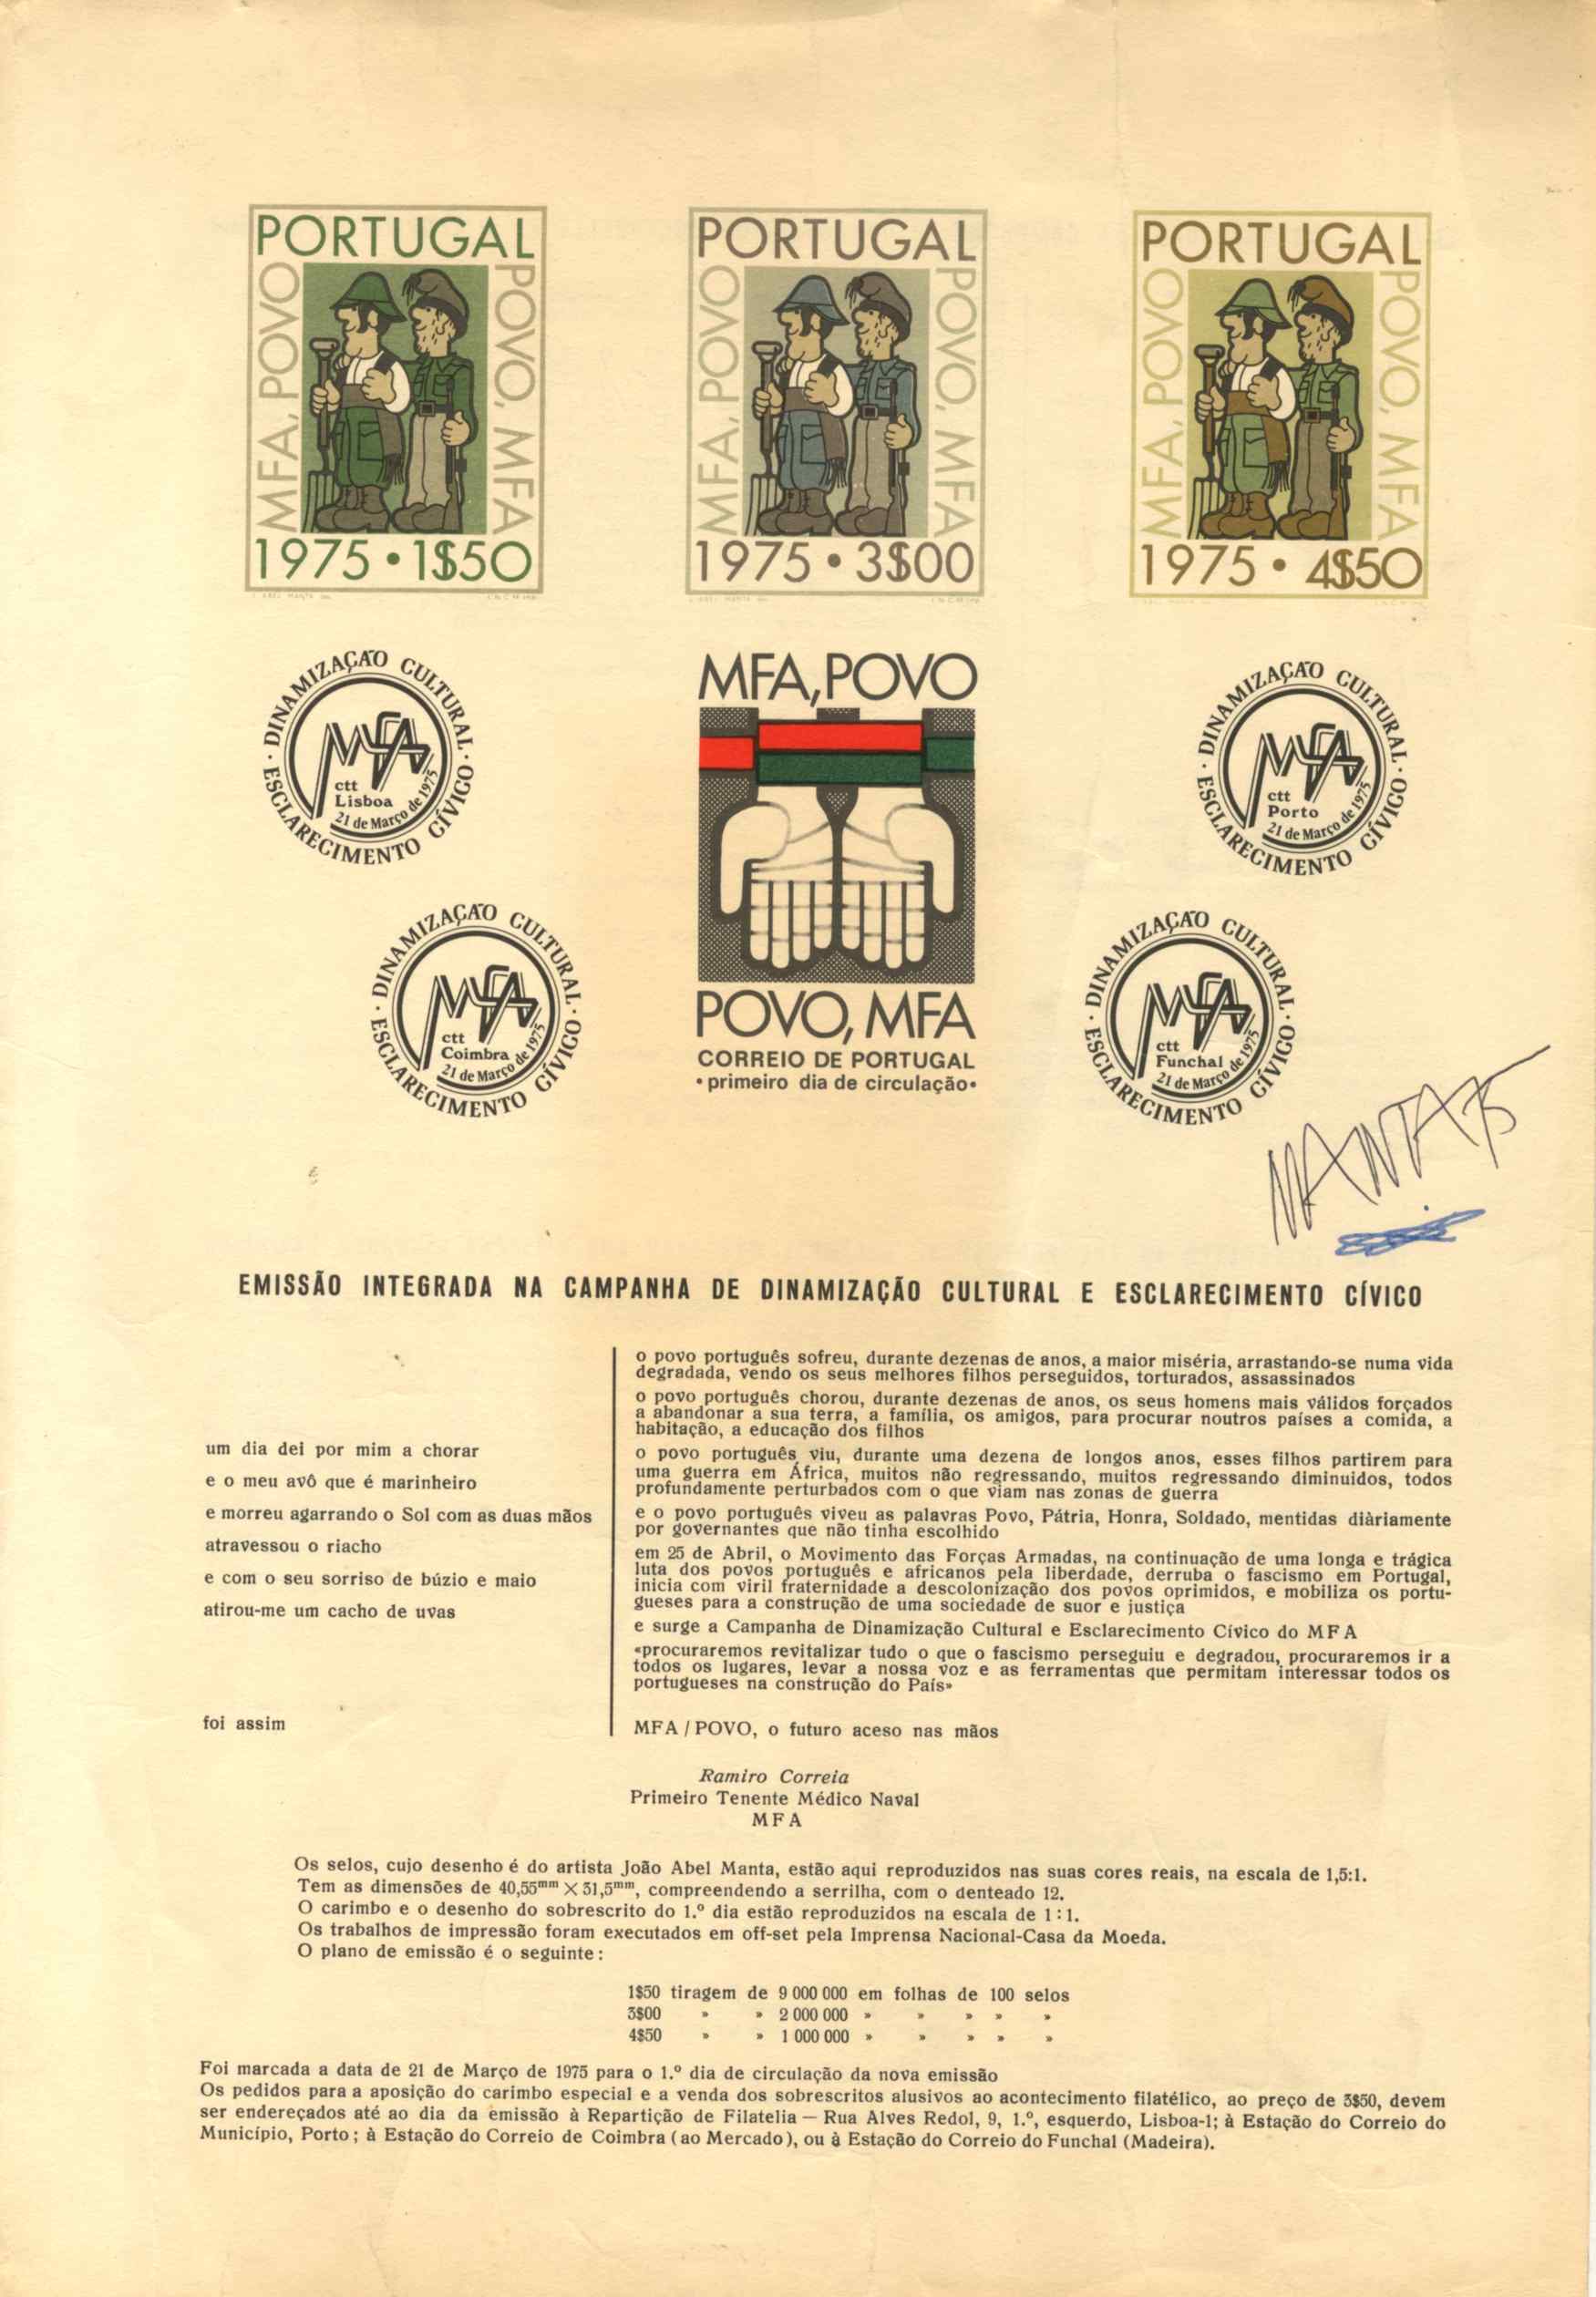 PORTUGAL
MFA, POVO
POVO, MFA
1975 • 1$50
PORTUGAL
MFA, POVO
POVO, MFA
1975 • 3$00
PORTUGAL
MFA, POVO
POVO, MFA
1975 • 4$50
· DINAMIZAÇÃO CULTURAL · ESCLARECIMENTO CÍVICO
MFA
ctt
Lisboa
21 de Março de 1975
MFA, POVO
POVO, MFA
CORREIO DE PORTUGAL
• primeiro dia de circulação •
· DINAMIZAÇÃO CULTURAL · ESCLARECIMENTO CÍVICO
MFA
ctt
Porto
21 de Março de 1975
· DINAMIZAÇÃO CULTURAL · ESCLARECIMENTO CÍVICO
MFA
ctt
Coimbra
21 de Março de 1975
· DINAMIZAÇÃO CULTURAL · ESCLARECIMENTO CÍVICO
MFA
ctt
Funchal
21 de Março de 1975
MANTA 75
EMISSÃO INTEGRADA NA CAMPANHA DE DINAMIZAÇÃO CULTURAL E ESCLARECIMENTO CÍVICO
um dia dei por mim a chorar
e o meu avô que é marinheiro
e morreu agarrando o Sol com as duas mãos
atravessou o riacho
e com o seu sorriso de búzio e maio
atirou-me um cacho de uvas
foi assim
o povo português sofreu, durante dezenas de anos, a maior miséria, arrastando-se numa vida
degradada, vendo os seus melhores filhos perseguidos, torturados, assassinados
o povo português chorou, durante dezenas de anos, os seus homens mais válidos forçados
a abandonar a sua terra, a família, os amigos, para procurar noutros países a comida, a
habitação, a educação dos filhos
o povo português viu, durante uma dezena de longos anos, esses filhos partirem para
uma guerra em África, muitos não regressando, muitos regressando diminuidos, todos
profundamente perturbados com o que viam nas zonas de guerra
e o povo português viveu as palavras Povo, Pátria, Honra, Soldado, mentidas diàriamente
por governantes que não tinha escolhido
em 25 de Abril, o Movimento das Forças Armadas, na continuação de uma longa e trágica
luta dos povos português e africanos pela liberdade, derruba o fascismo em Portugal,
inicia com viril fraternidade a descolonização dos povos oprimidos, e mobiliza os portu-
gueses para a construção de uma sociedade de suor e justiça
e surge a Campanha de Dinamização Cultural e Esclarecimento Cívico do MFA
«procuraremos revitalizar tudo o que o fascismo perseguiu e degradou, procuraremos ir a
todos os lugares, levar a nossa voz e as ferramentas que permitam interessar todos os
portugueses na construção do País»
MFA / POVO, o futuro aceso nas mãos
Ramiro Correia
Primeiro Tenente Médico Naval
MFA
Os selos, cujo desenho é do artista João Abel Manta, estão aqui reproduzidos nas suas cores reais, na escala de 1,5:1.
Tem as dimensões de 40,55mm × 31,5mm, compreendendo a serrilha, com o denteado 12.
O carimbo e o desenho do sobrescrito do 1.º dia estão reproduzidos na escala de 1:1.
Os trabalhos de impressão foram executados em off-set pela Imprensa Nacional-Casa da Moeda.
O plano de emissão é o seguinte:
1$50 tiragem de 9 000 000 em folhas de 100 selos
3$00 » » 2 000 000 » » » » »
4$50 » » 1 000 000 » » » » »
Foi marcada a data de 21 de Março de 1975 para o 1.º dia de circulação da nova emissão
Os pedidos para a aposição do carimbo especial e a venda dos sobrescritos alusivos ao acontecimento filatélico, ao preço de 3$50, devem
ser endereçados até ao dia da emissão à Repartição de Filatelia — Rua Alves Redol, 9, 1.º, esquerdo, Lisboa-1; à Estação do Correio do
Município, Porto; à Estação do Correio de Coimbra (ao Mercado), ou à Estação do Correio do Funchal (Madeira).